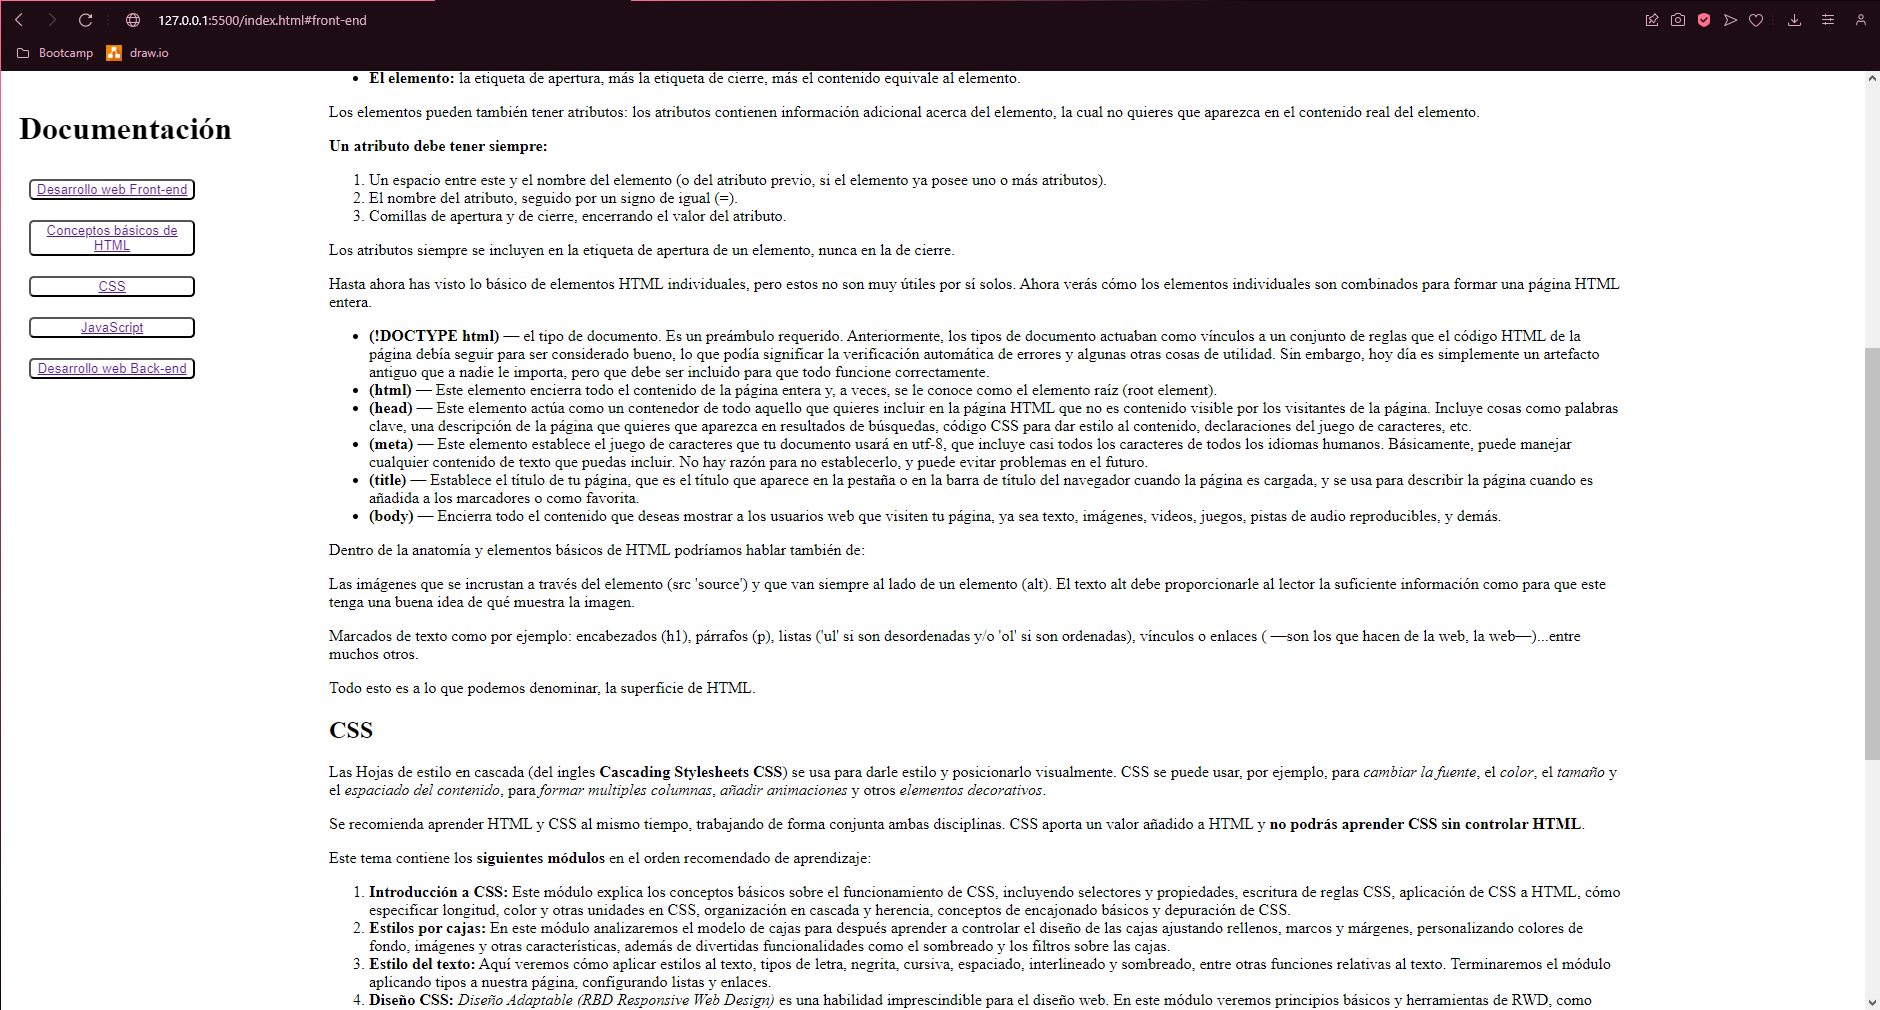 127.0.0.1:5500/index.html#front-end
Bootcamp
draw.io
Documentación
Desarrollo web Front-end
Conceptos básicos de
HTML
CSS
JavaScript
Desarrollo web Back-end
• El elemento: la etiqueta de apertura, más la etiqueta de cierre, más el contenido equivale al elemento.
Los elementos pueden también tener atributos: los atributos contienen información adicional acerca del elemento, la cual no quieres que aparezca en el contenido real del elemento.
Un atributo debe tener siempre:
1. Un espacio entre este y el nombre del elemento (o del atributo previo, si el elemento ya posee uno o más atributos).
2. El nombre del atributo, seguido por un signo de igual (=).
3. Comillas de apertura y de cierre, encerrando el valor del atributo.
Los atributos siempre se incluyen en la etiqueta de apertura de un elemento, nunca en la de cierre.
Hasta ahora has visto lo básico de elementos HTML individuales, pero estos no son muy útiles por sí solos. Ahora verás cómo los elementos individuales son combinados para formar una página HTML
entera.
• (!DOCTYPE html) — el tipo de documento. Es un preámbulo requerido. Anteriormente, los tipos de documento actuaban como vínculos a un conjunto de reglas que el código HTML de la
página debía seguir para ser considerado bueno, lo que podía significar la verificación automática de errores y algunas otras cosas de utilidad. Sin embargo, hoy día es simplemente un artefacto
antiguo que a nadie le importa, pero que debe ser incluido para que todo funcione correctamente.
• (html) — Este elemento encierra todo el contenido de la página entera y, a veces, se le conoce como el elemento raíz (root element).
• (head) — Este elemento actúa como un contenedor de todo aquello que quieres incluir en la página HTML que no es contenido visible por los visitantes de la página. Incluye cosas como palabras
clave, una descripción de la página que quieres que aparezca en resultados de búsquedas, código CSS para dar estilo al contenido, declaraciones del juego de caracteres, etc.
• (meta) — Este elemento establece el juego de caracteres que tu documento usará en utf-8, que incluye casi todos los caracteres de todos los idiomas humanos. Básicamente, puede manejar
cualquier contenido de texto que puedas incluir. No hay razón para no establecerlo, y puede evitar problemas en el futuro.
• (title) — Establece el título de tu página, que es el título que aparece en la pestaña o en la barra de título del navegador cuando la página es cargada, y se usa para describir la página cuando es
añadida a los marcadores o como favorita.
• (body) — Encierra todo el contenido que deseas mostrar a los usuarios web que visiten tu página, ya sea texto, imágenes, videos, juegos, pistas de audio reproducibles, y demás.
Dentro de la anatomía y elementos básicos de HTML podríamos hablar también de:
Las imágenes que se incrustan a través del elemento (src 'source') y que van siempre al lado de un elemento (alt). El texto alt debe proporcionarle al lector la suficiente información como para que este
tenga una buena idea de qué muestra la imagen.
Marcados de texto como por ejemplo: encabezados (h1), párrafos (p), listas ('ul' si son desordenadas y/o 'ol' si son ordenadas), vínculos o enlaces ( —son los que hacen de la web, la web—)...entre
muchos otros.
Todo esto es a lo que podemos denominar, la superficie de HTML.
CSS
Las Hojas de estilo en cascada (del ingles Cascading Stylesheets CSS) se usa para darle estilo y posicionarlo visualmente. CSS se puede usar, por ejemplo, para cambiar la fuente, el color, el tamaño y
el espaciado del contenido, para formar multiples columnas, añadir animaciones y otros elementos decorativos.
Se recomienda aprender HTML y CSS al mismo tiempo, trabajando de forma conjunta ambas disciplinas. CSS aporta un valor añadido a HTML y no podrás aprender CSS sin controlar HTML.
Este tema contiene los siguientes módulos en el orden recomendado de aprendizaje:
1. Introducción a CSS: Este módulo explica los conceptos básicos sobre el funcionamiento de CSS, incluyendo selectores y propiedades, escritura de reglas CSS, aplicación de CSS a HTML, cómo
especificar longitud, color y otras unidades en CSS, organización en cascada y herencia, conceptos de encajonado básicos y depuración de CSS.
2. Estilos por cajas: En este módulo analizaremos el modelo de cajas para después aprender a controlar el diseño de las cajas ajustando rellenos, marcos y márgenes, personalizando colores de
fondo, imágenes y otras características, además de divertidas funcionalidades como el sombreado y los filtros sobre las cajas.
3. Estilo del texto: Aquí veremos cómo aplicar estilos al texto, tipos de letra, negrita, cursiva, espaciado, interlineado y sombreado, entre otras funciones relativas al texto. Terminaremos el módulo
aplicando tipos a nuestra página, configurando listas y enlaces.
4. Diseño CSS: Diseño Adaptable (RBD Responsive Web Design) es una habilidad imprescindible para el diseño web. En este módulo veremos principios básicos y herramientas de RWD, como